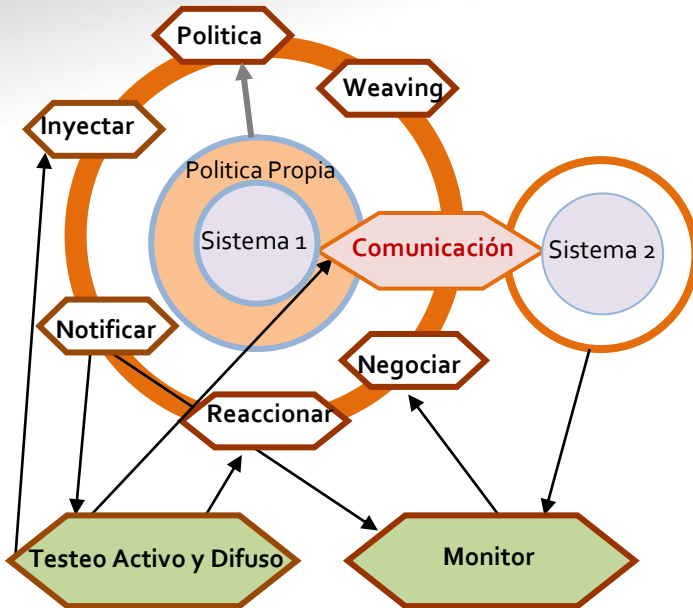 Politica
Weaving
Inyectar
Politica Propia
Sistema 1
Comunicación
Sistema 2
Notificar
Negociar
Reaccionar
Testeo Activo y Difuso
Monitor